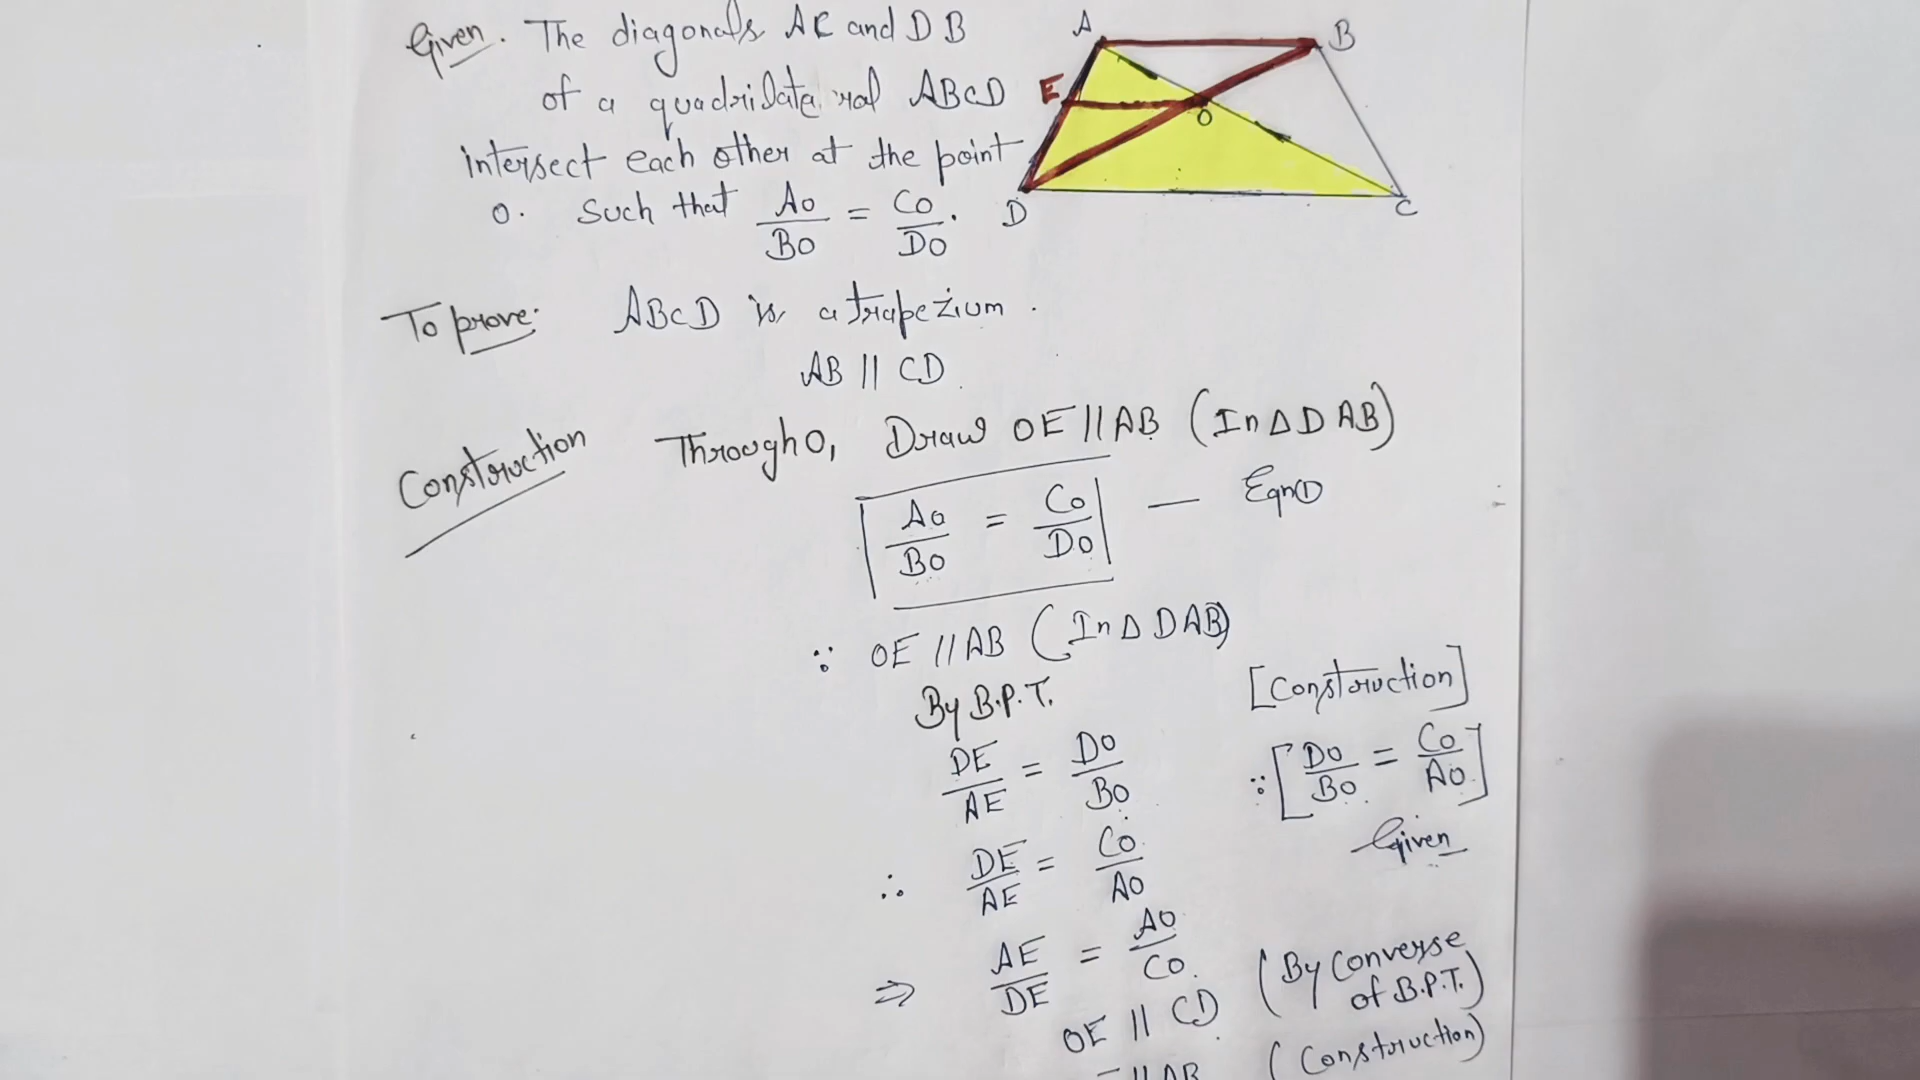 Given. The diagonals AC and DB
of a quadrilateral ABCD
intersect each other at the point
O. Such that AO/BO = CO/DO.
A
B
E
O
D
C
To prove: ABCD is a trapezium.
AB || CD.
Construction Through O, Draw OE || AB (In Δ DAB)
AO/BO = CO/DO — Eqn①
∵ OE || AB (In Δ DAB)
By B.P.T. [Construction]
DE/AE = DO/BO ∵ [DO/BO = CO/AO]
Given
∴ DE/AE = CO/AO
⇒ AE/DE = AO/CO.
OE || CD (By Converse of B.P.T.)
|| AB (Construction)